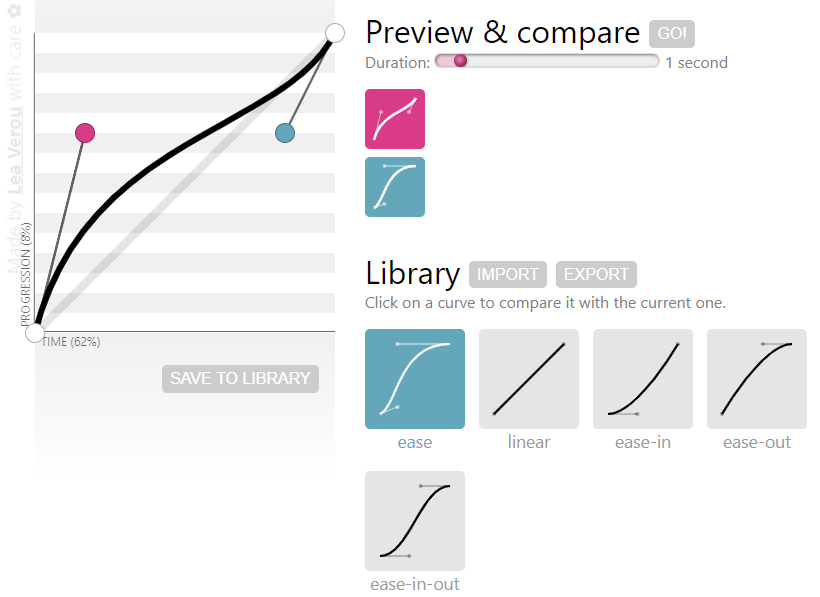 Made by Lea Verou with care ✿
PROGRESSION (8%)
TIME (62%)
SAVE TO LIBRARY
Preview & compare GO!
Duration: 1 second
Library IMPORT EXPORT
Click on a curve to compare it with the current one.
ease linear ease-in ease-out
ease-in-out